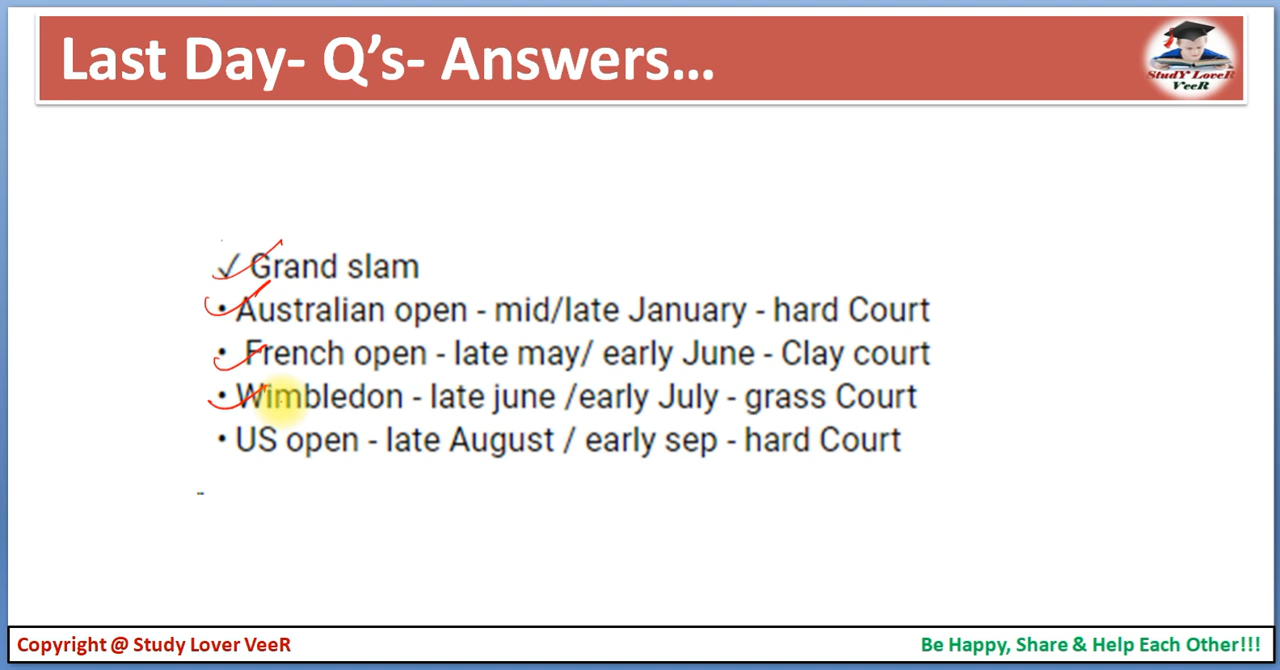 Last Day- Q's- Answers...
StudY LoveR
VeeR
✓ Grand slam
• Australian open - mid/late January - hard Court
• French open - late may/ early June - Clay court
• Wimbledon - late june /early July - grass Court
• US open - late August / early sep - hard Court
Copyright @ Study Lover VeeR
Be Happy, Share & Help Each Other!!!